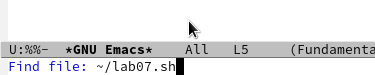 U:%%-  *GNU Emacs*   All   L5    (Fundamenta
Find file: ~/lab07.sh